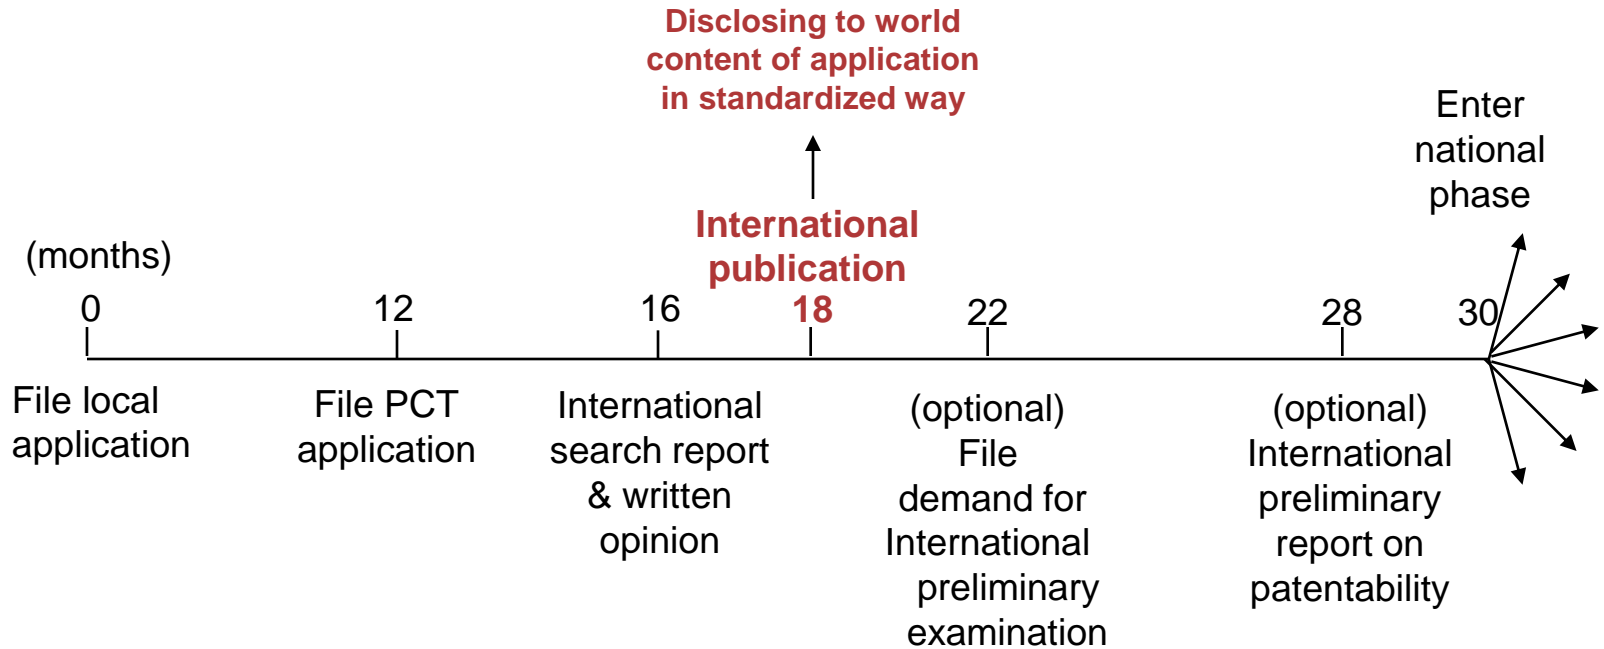 Disclosing to world
content of application
in standardized way
Enter
national
phase
International
publication
(months)
0
12
16
18
22
28
30
File local
application
File PCT
application
International
search report
& written
opinion
(optional)
File
demand for
International
preliminary
examination
(optional)
International
preliminary
report on
patentability